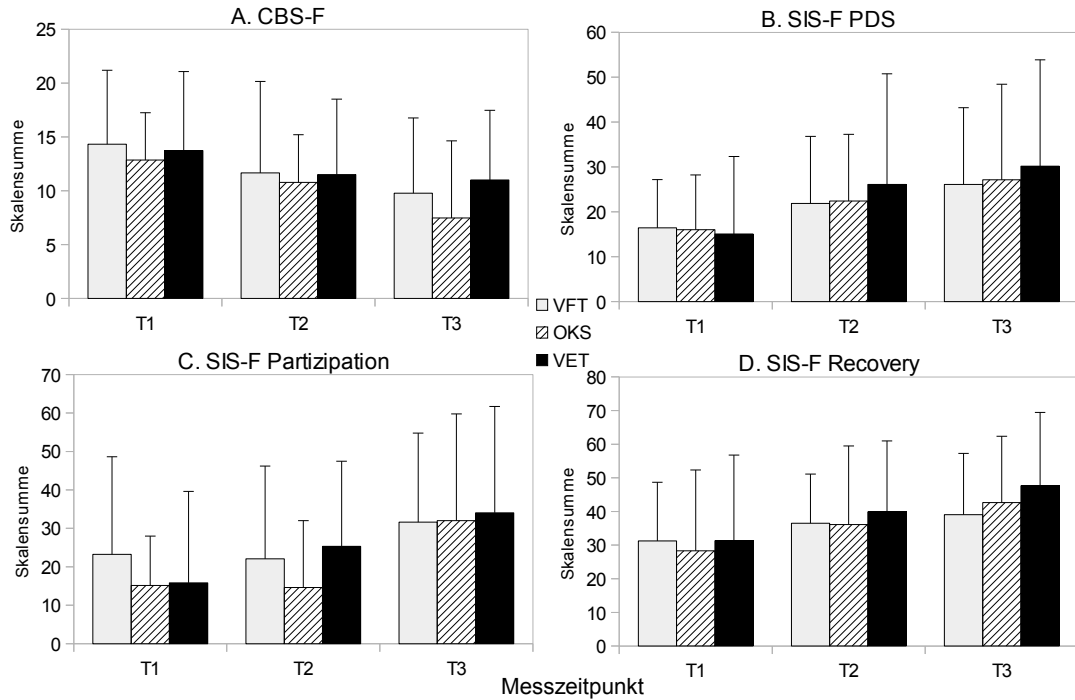 A. CBS-F
25
20
15
10
5
0
Skalensumme
T1
T2
T3
B. SIS-F PDS
60
50
40
30
20
10
0
Skalensumme
T1
T2
T3
VFT
OKS
VET
C. SIS-F Partizipation
70
60
50
40
30
20
10
0
Skalensumme
T1
T2
T3
D. SIS-F Recovery
80
70
60
50
40
30
20
10
0
Skalensumme
T1
T2
T3
Messzeitpunkt